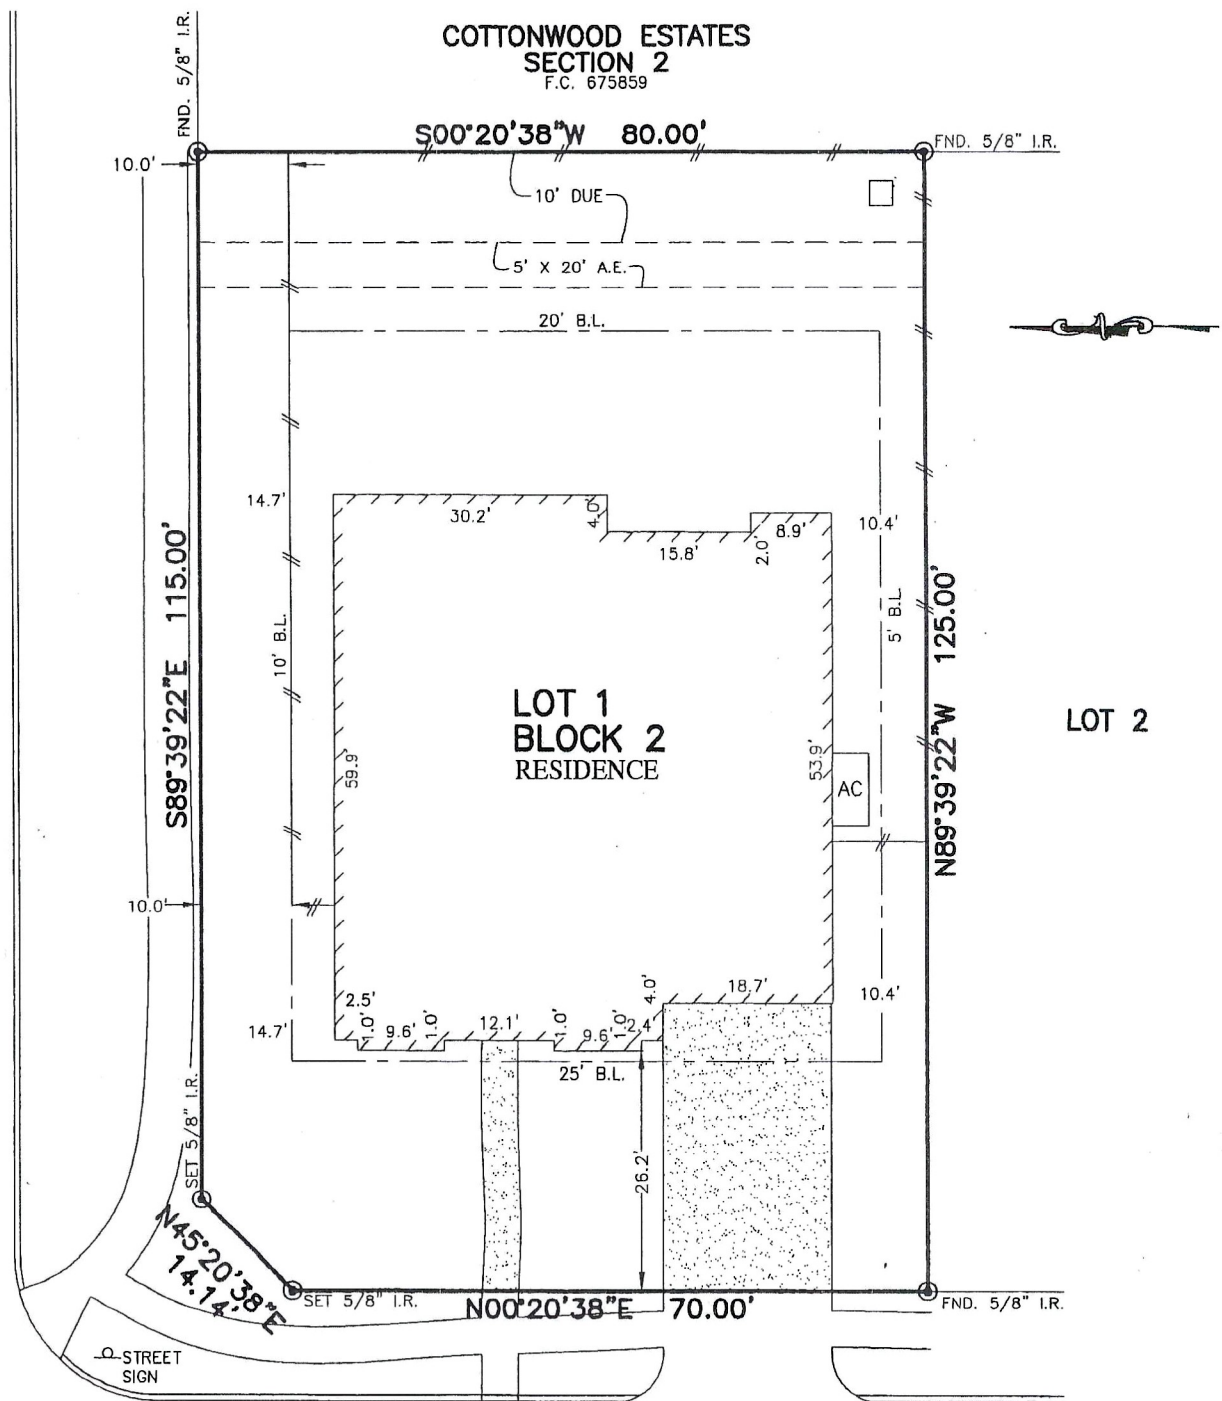 COTTONWOOD ESTATES
SECTION 2
F.C. 675859
FND. 5/8" I.R.
S00°20'38"W 80.00'
FND. 5/8" I.R.
10.0'
10' DUE
5' X 20' A.E.
20' B.L.
14.7'
30.2'
4.0'
15.8'
2.0'
8.9'
10.4'
S89°39'22"E 115.00'
10' B.L.
5' B.L.
N89°39'22"W 125.00'
LOT 1
BLOCK 2
RESIDENCE
LOT 2
59.9'
53.9'
AC
10.0'
2.5'
1.0'
9.6'
1.0'
12.1'
1.0'
9.6'
1.0'
2.4'
4.0'
18.7'
10.4'
14.7'
25' B.L.
SET 5/8" I.R.
26.2'
N45°20'38"E
14.14'
SET 5/8" I.R.
N00°20'38"E 70.00'
FND. 5/8" I.R.
STREET
SIGN